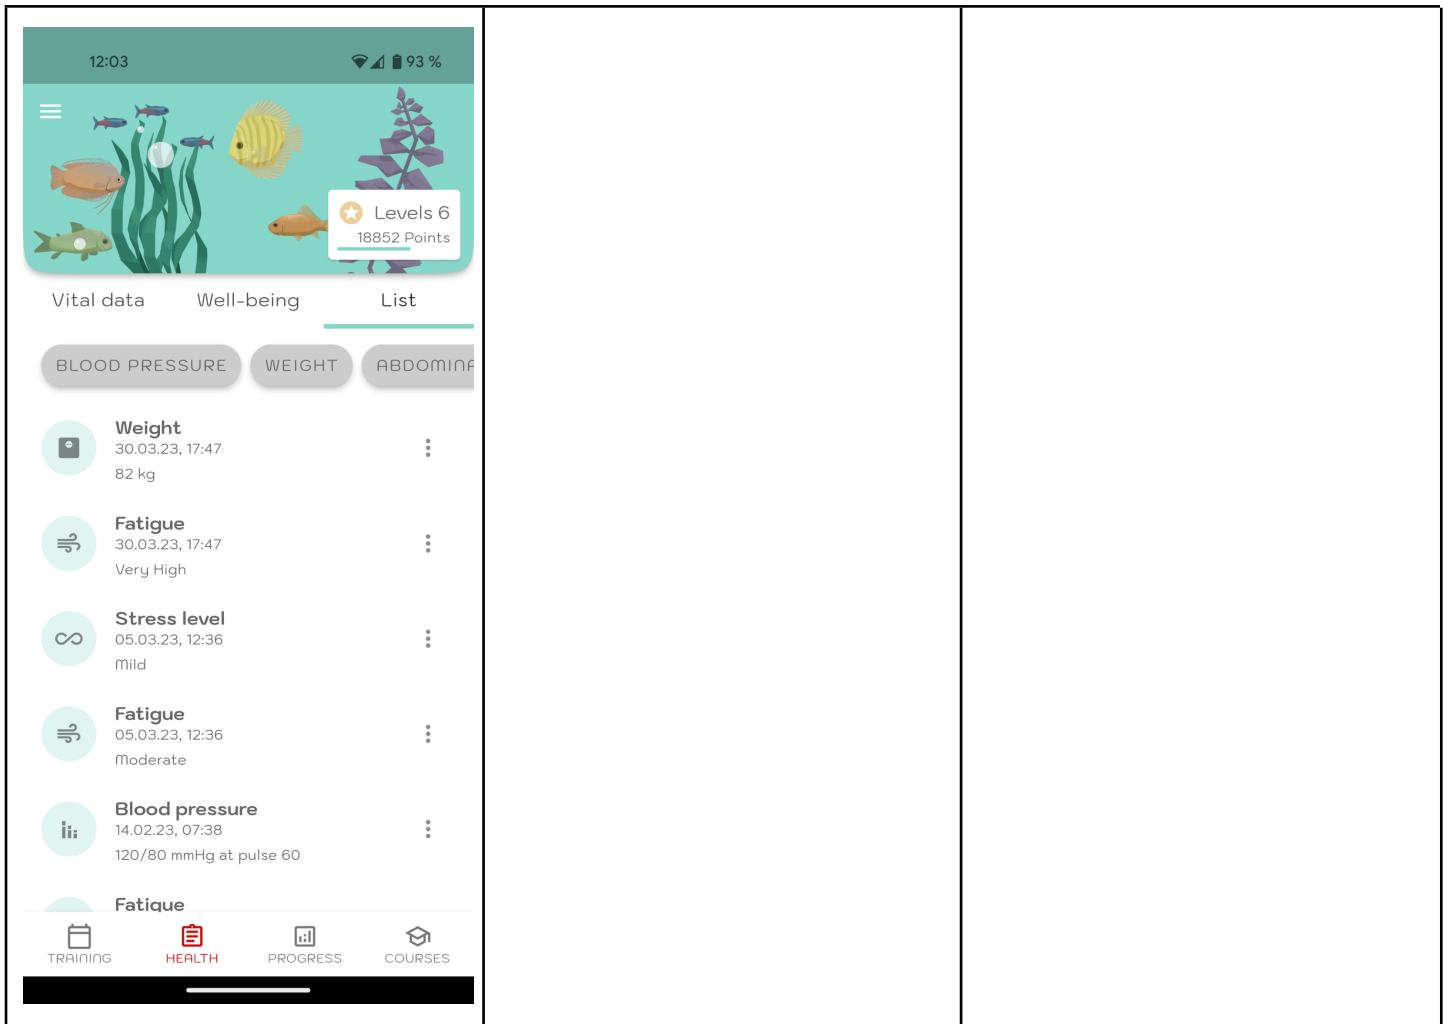 12:03
93 %
Levels 6
18852 Points
Vital data Well-being List
BLOOD PRESSURE WEIGHT ABDOMINA
Weight
30.03.23, 17:47
82 kg
Fatigue
30.03.23, 17:47
Very High
Stress level
05.03.23, 12:36
Mild
Fatigue
05.03.23, 12:36
Moderate
Blood pressure
14.02.23, 07:38
120/80 mmHg at pulse 60
Fatigue
TRAINING HEALTH PROGRESS COURSES